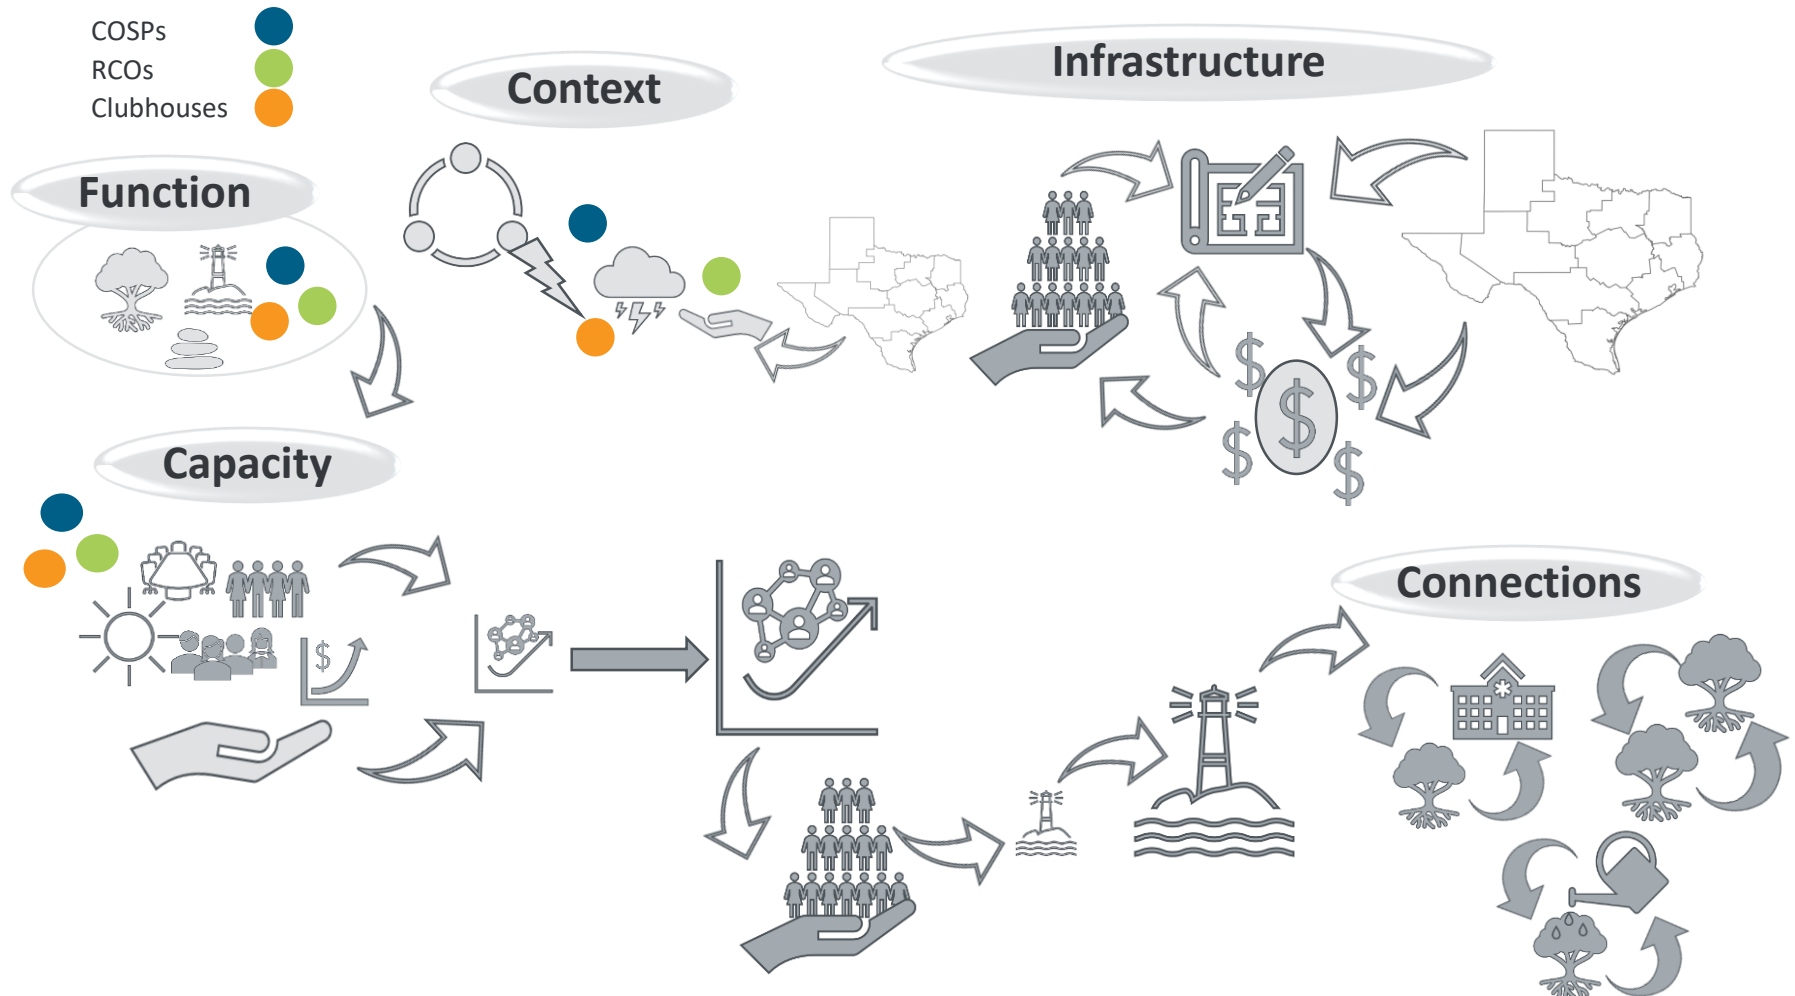 COSPs
RCOs
Clubhouses
Context
Infrastructure
Function
$ $
$
$ $
Capacity
$
Connections